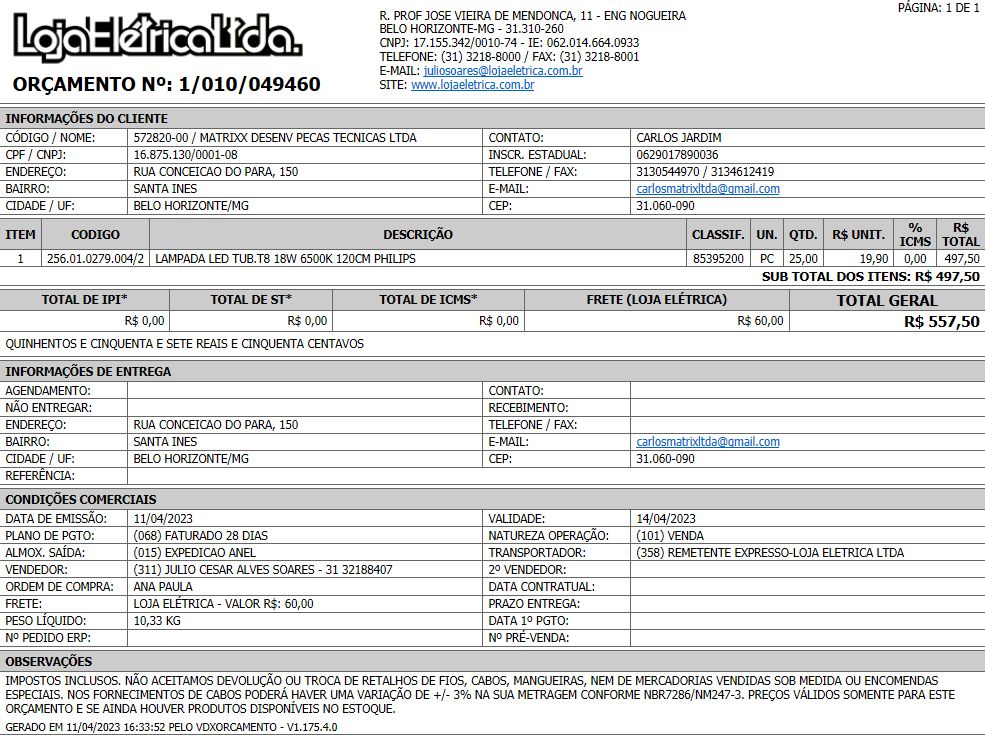 PÁGINA: 1 DE 1
LojaElétricaLtda.
R. PROF JOSE VIEIRA DE MENDONCA, 11 - ENG NOGUEIRA
BELO HORIZONTE-MG - 31.310-260
CNPJ: 17.155.342/0010-74 - IE: 062.014.664.0933
TELEFONE: (31) 3218-8000 / FAX: (31) 3218-8001
E-MAIL: juliosoares@lojaeletrica.com.br
SITE: www.lojaeletrica.com.br
ORÇAMENTO Nº: 1/010/049460
INFORMAÇÕES DO CLIENTE
CÓDIGO / NOME: 572820-00 / MATRIXX DESENV PECAS TECNICAS LTDA CONTATO: CARLOS JARDIM
CPF / CNPJ: 16.875.130/0001-08 INSCR. ESTADUAL: 0629017890036
ENDEREÇO: RUA CONCEICAO DO PARA, 150 TELEFONE / FAX: 3130544970 / 3134612419
BAIRRO: SANTA INES E-MAIL: carlosmatrixltda@gmail.com
CIDADE / UF: BELO HORIZONTE/MG CEP: 31.060-090
ITEM CODIGO DESCRIÇÃO CLASSIF. UN. QTD. R$ UNIT. % ICMS R$ TOTAL
1 256.01.0279.004/2 LAMPADA LED TUB.T8 18W 6500K 120CM PHILIPS 85395200 PC 25,00 19,90 0,00 497,50
SUB TOTAL DOS ITENS: R$ 497,50
TOTAL DE IPI* TOTAL DE ST* TOTAL DE ICMS* FRETE (LOJA ELÉTRICA) TOTAL GERAL
R$ 0,00 R$ 0,00 R$ 0,00 R$ 60,00 R$ 557,50
QUINHENTOS E CINQUENTA E SETE REAIS E CINQUENTA CENTAVOS
INFORMAÇÕES DE ENTREGA
AGENDAMENTO: CONTATO:
NÃO ENTREGAR: RECEBIMENTO:
ENDEREÇO: RUA CONCEICAO DO PARA, 150 TELEFONE / FAX:
BAIRRO: SANTA INES E-MAIL: carlosmatrixltda@gmail.com
CIDADE / UF: BELO HORIZONTE/MG CEP: 31.060-090
REFERÊNCIA:
CONDIÇÕES COMERCIAIS
DATA DE EMISSÃO: 11/04/2023 VALIDADE: 14/04/2023
PLANO DE PGTO: (068) FATURADO 28 DIAS NATUREZA OPERAÇÃO: (101) VENDA
ALMOX. SAÍDA: (015) EXPEDICAO ANEL TRANSPORTADOR: (358) REMETENTE EXPRESSO-LOJA ELETRICA LTDA
VENDEDOR: (311) JULIO CESAR ALVES SOARES - 31 32188407 2º VENDEDOR:
ORDEM DE COMPRA: ANA PAULA DATA CONTRATUAL:
FRETE: LOJA ELÉTRICA - VALOR R$: 60,00 PRAZO ENTREGA:
PESO LÍQUIDO: 10,33 KG DATA 1º PGTO:
Nº PEDIDO ERP: Nº PRÉ-VENDA:
OBSERVAÇÕES
IMPOSTOS INCLUSOS. NÃO ACEITAMOS DEVOLUÇÃO OU TROCA DE RETALHOS DE FIOS, CABOS, MANGUEIRAS, NEM DE MERCADORIAS VENDIDAS SOB MEDIDA OU ENCOMENDAS
ESPECIAIS. NOS FORNECIMENTOS DE CABOS PODERÁ HAVER UMA VARIAÇÃO DE +/- 3% NA SUA METRAGEM CONFORME NBR7286/NM247-3. PREÇOS VÁLIDOS SOMENTE PARA ESTE
ORÇAMENTO E SE AINDA HOUVER PRODUTOS DISPONÍVEIS NO ESTOQUE.
GERADO EM 11/04/2023 16:33:52 PELO VDXORCAMENTO - V1.175.4.0